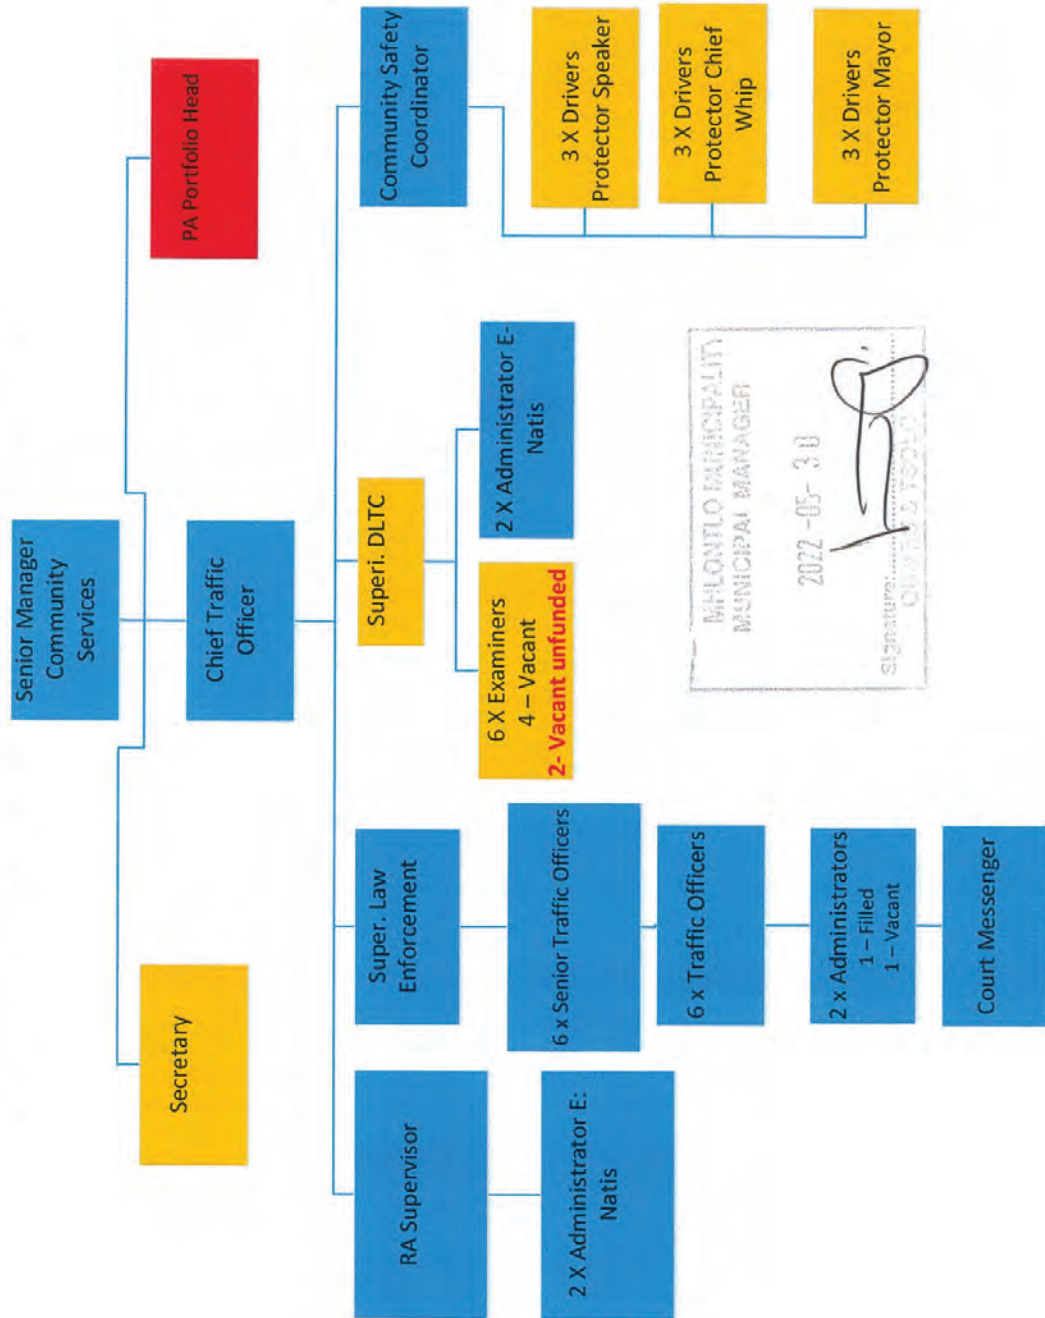 Senior Manager
Community
Services
Secretary
PA Portfolio Head
Chief Traffic
Officer
RA Supervisor
Super. Law
Enforcement
Superi. DLTC
Community Safety
Coordinator
2 X Administrator E:
Natis
6 x Senior Traffic Officers
6 x Traffic Officers
2 x Administrators
1 – Filled
1 – Vacant
Court Messenger
6 X Examiners
4 – Vacant
2- Vacant unfunded
2 X Administrator E-
Natis
3 X Drivers
Protector Speaker
3 X Drivers
Protector Chief
Whip
3 X Drivers
Protector Mayor
MHLONTLO MUNICIPALITY
MUNICIPAL MANAGER
2022 -05- 30
Signature: